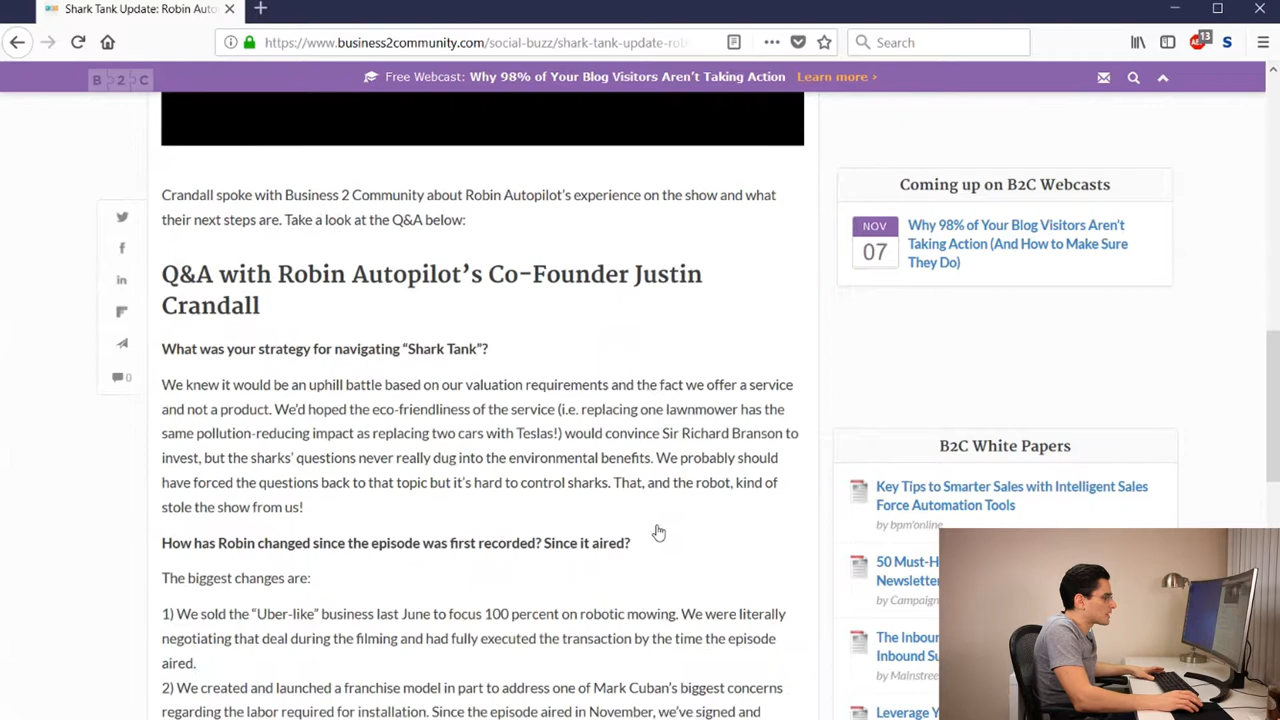 Shark Tank Update: Robin Auto
https://www.business2community.com/social-buzz/shark-tank-update-rob
Search
13
S
B 2 C
Free Webcast: Why 98% of Your Blog Visitors Aren't Taking Action Learn more >
Crandall spoke with Business 2 Community about Robin Autopilot's experience on the show and what
their next steps are. Take a look at the Q&A below:
Q&A with Robin Autopilot's Co-Founder Justin
Crandall
What was your strategy for navigating “Shark Tank”?
We knew it would be an uphill battle based on our valuation requirements and the fact we offer a service
and not a product. We'd hoped the eco-friendliness of the service (i.e. replacing one lawnmower has the
same pollution-reducing impact as replacing two cars with Teslas!) would convince Sir Richard Branson to
invest, but the sharks' questions never really dug into the environmental benefits. We probably should
have forced the questions back to that topic but it's hard to control sharks. That, and the robot, kind of
stole the show from us!
How has Robin changed since the episode was first recorded? Since it aired?
The biggest changes are:
1) We sold the “Uber-like” business last June to focus 100 percent on robotic mowing. We were literally
negotiating that deal during the filming and had fully executed the transaction by the time the episode
aired.
2) We created and launched a franchise model in part to address one of Mark Cuban's biggest concerns
regarding the labor required for installation. Since the episode aired in November, we've signed and
0
Coming up on B2C Webcasts
NOV
07
Why 98% of Your Blog Visitors Aren't
Taking Action (And How to Make Sure
They Do)
B2C White Papers
Key Tips to Smarter Sales with Intelligent Sales
Force Automation Tools
by bpm'online
50 Must-H
Newslette
by Campaign
The Inbou
Inbound Su
by Mainstre
Leverage Y